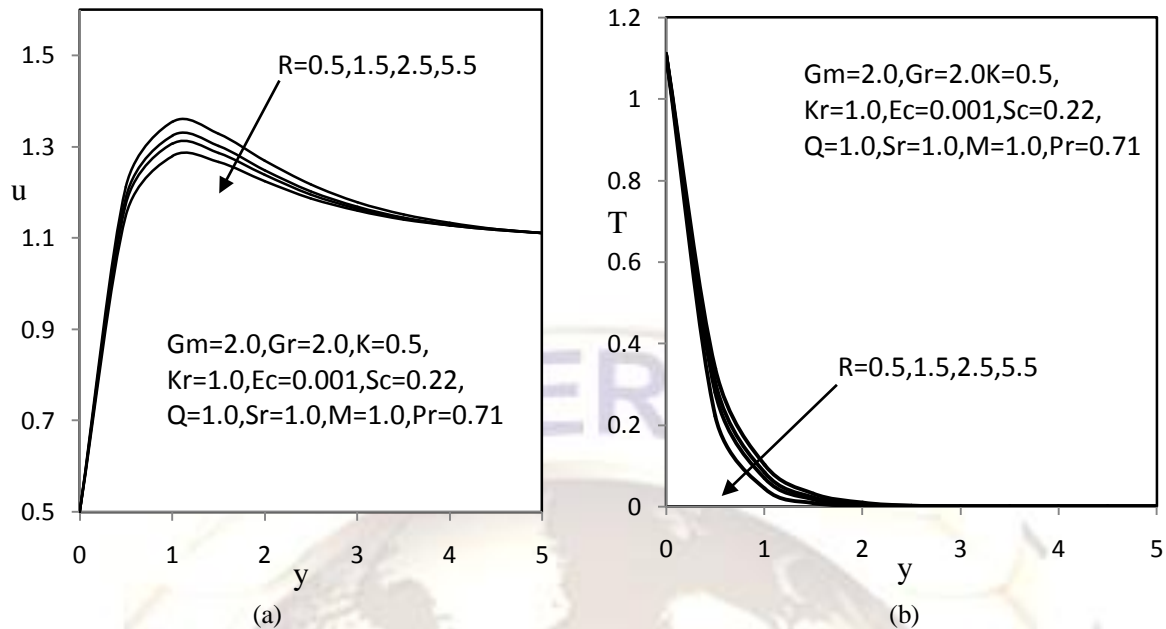 1.5
1.3
1.1
0.9
0.7
0.5
u
0 1 2 3 4 5
y
R=0.5,1.5,2.5,5.5
Gm=2.0,Gr=2.0,K=0.5,
Kr=1.0,Ec=0.001,Sc=0.22,
Q=1.0,Sr=1.0,M=1.0,Pr=0.71
(a)
1.2
1
0.8
0.6
0.4
0.2
0
T
0 1 2 3 4 5
y
Gm=2.0,Gr=2.0K=0.5,
Kr=1.0,Ec=0.001,Sc=0.22,
Q=1.0,Sr=1.0,M=1.0,Pr=0.71
R=0.5,1.5,2.5,5.5
(b)